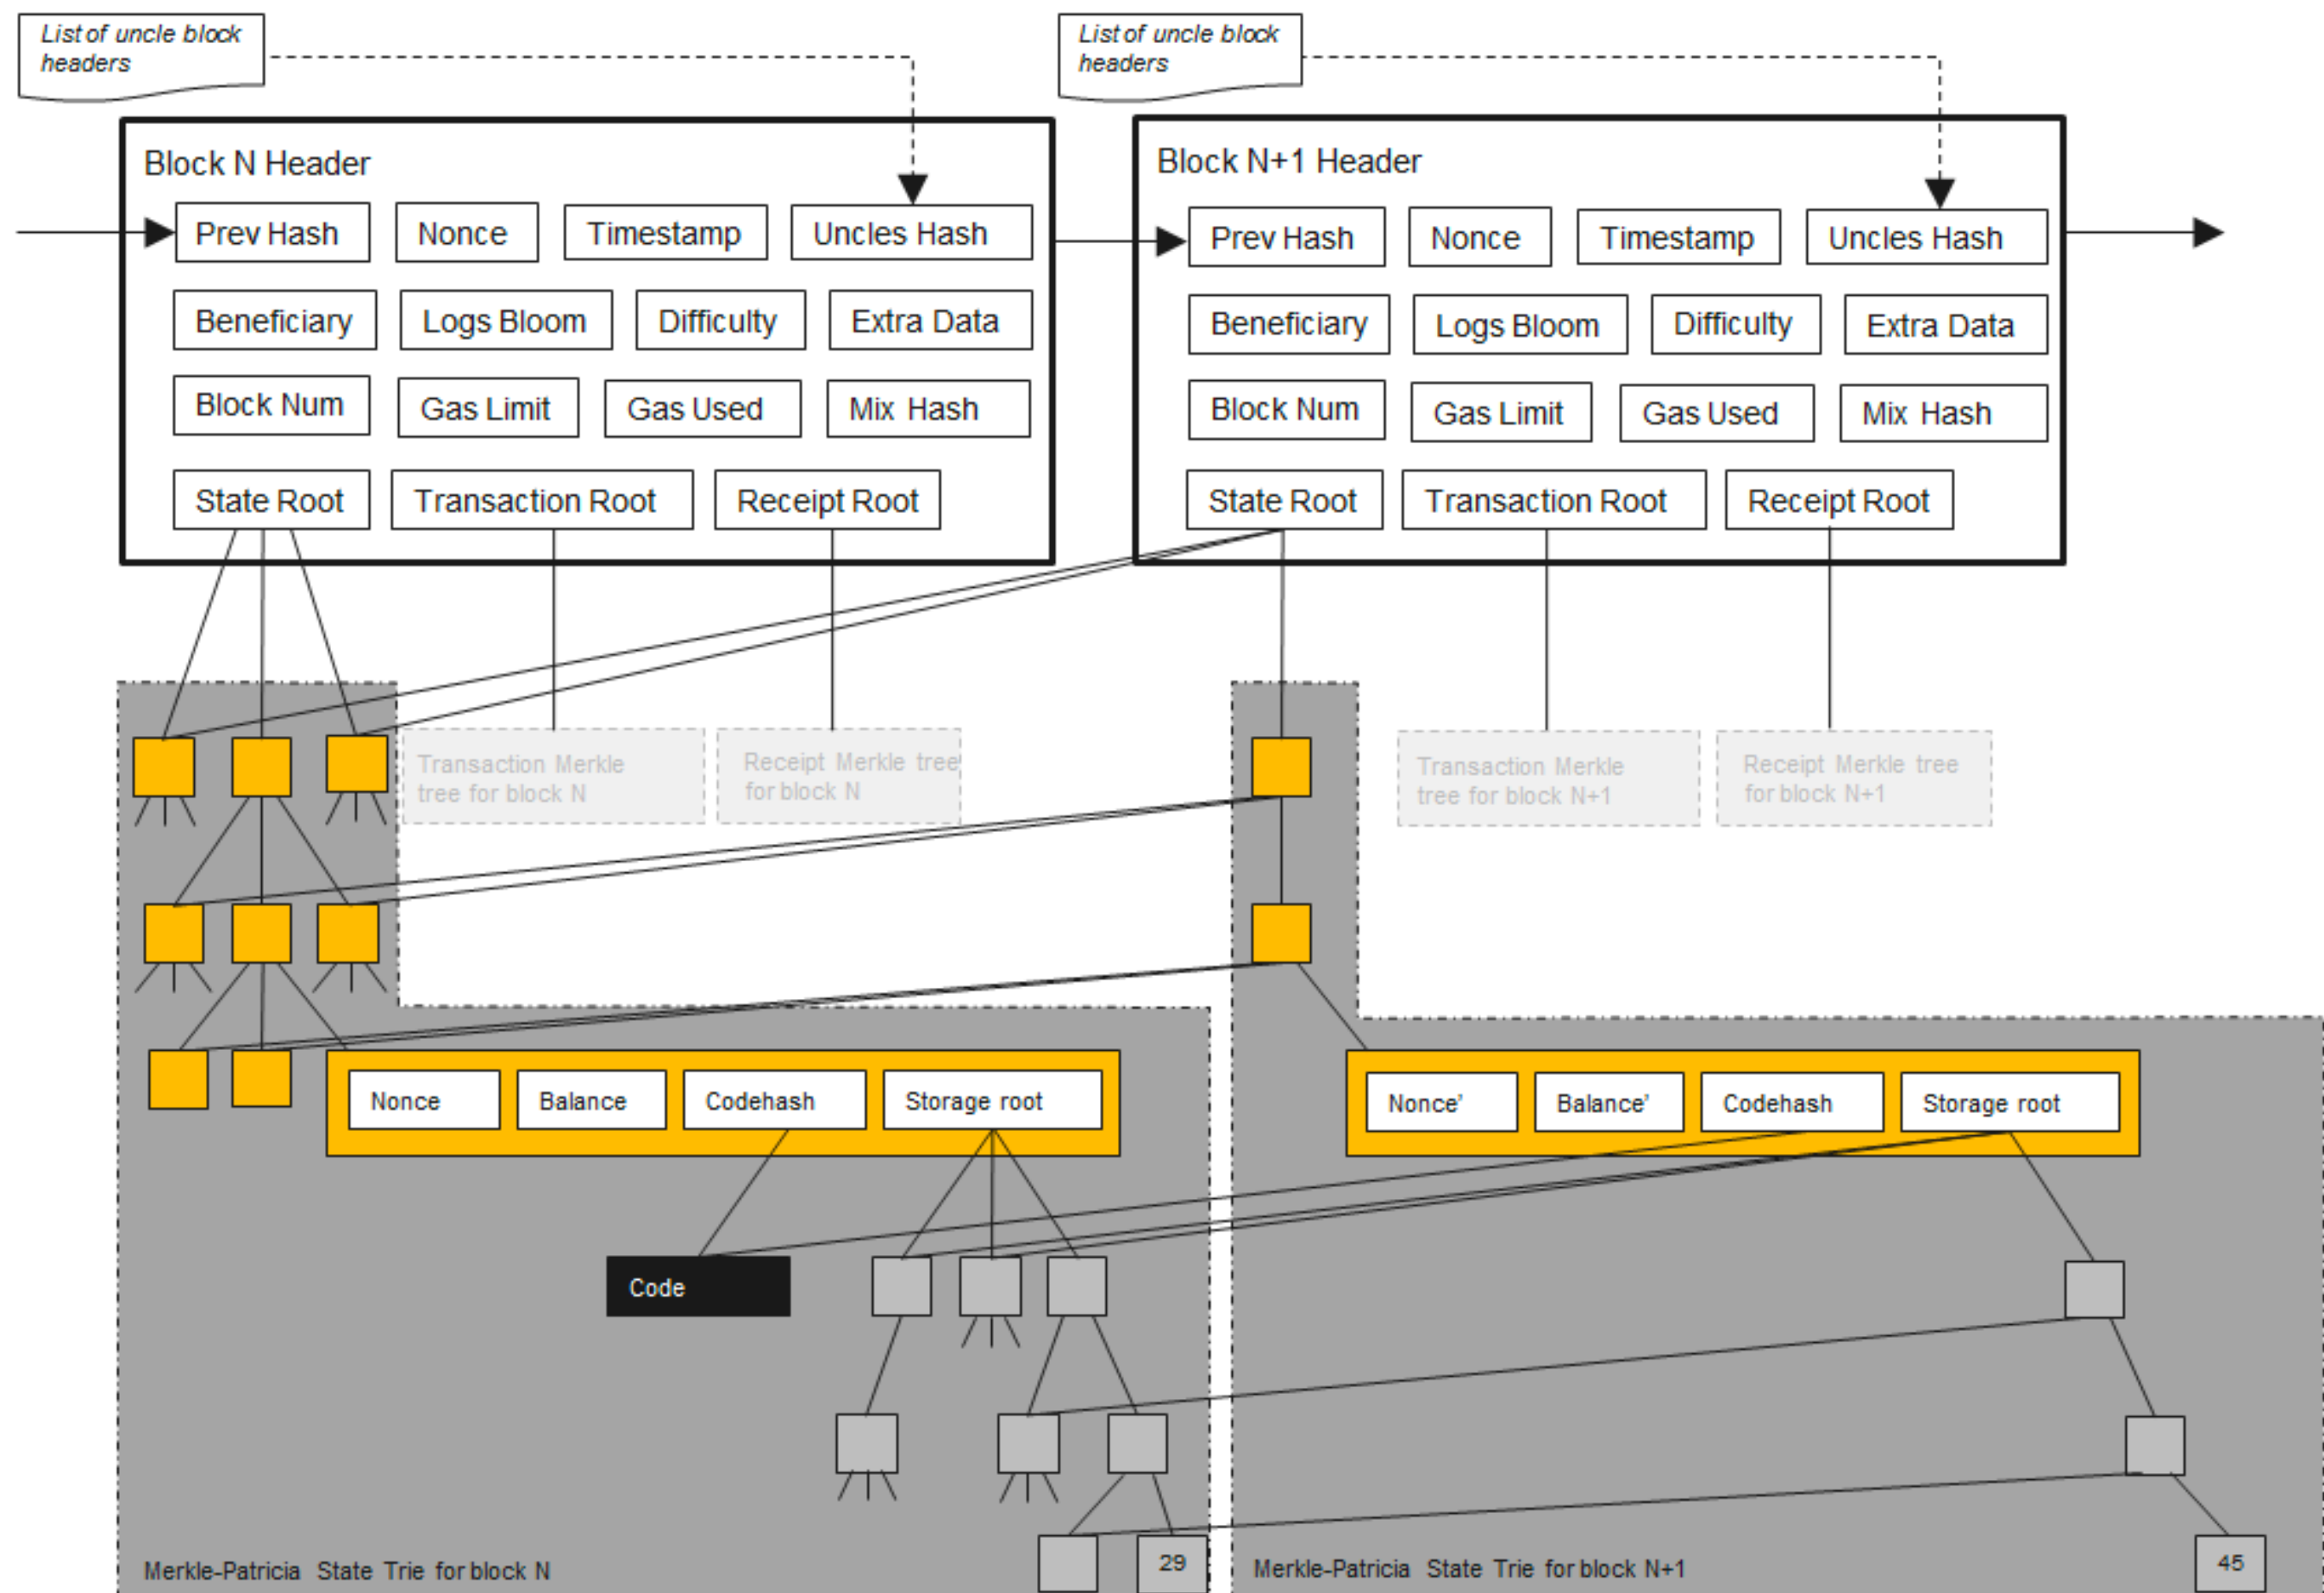 List of uncle block
headers
List of uncle block
headers
Block N Header
Prev Hash
Nonce
Timestamp
Uncles Hash
Beneficiary
Logs Bloom
Difficulty
Extra Data
Block Num
Gas Limit
Gas Used
Mix Hash
State Root
Transaction Root
Receipt Root
Block N+1 Header
Prev Hash
Nonce
Timestamp
Uncles Hash
Beneficiary
Logs Bloom
Difficulty
Extra Data
Block Num
Gas Limit
Gas Used
Mix Hash
State Root
Transaction Root
Receipt Root
Transaction Merkle
tree for block N
Receipt Merkle tree
for block N
Transaction Merkle
tree for block N+1
Receipt Merkle tree
for block N+1
Nonce
Balance
Codehash
Storage root
Nonce’
Balance’
Codehash
Storage root
Code
29
45
Merkle-Patricia State Trie for block N
Merkle-Patricia State Trie for block N+1